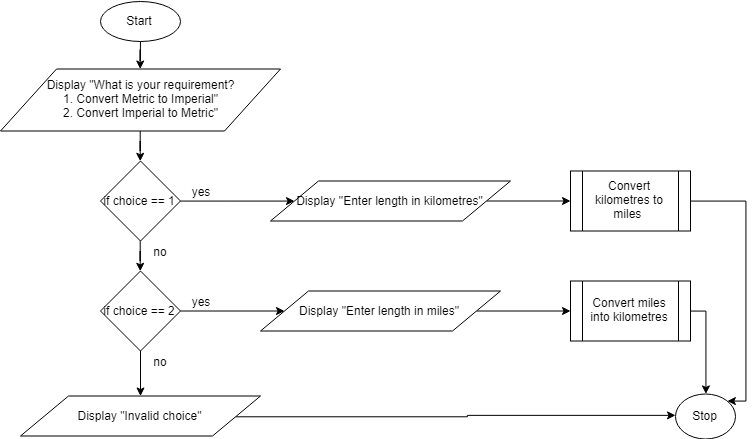 Start
Display "What is your requirement?
1. Convert Metric to Imperial"
2. Convert Imperial to Metric"
if choice == 1
yes
Display "Enter length in kilometres"
Convert
kilometres to
miles
no
if choice == 2
yes
Display "Enter length in miles"
Convert miles
into kilometres
no
Display "Invalid choice"
Stop